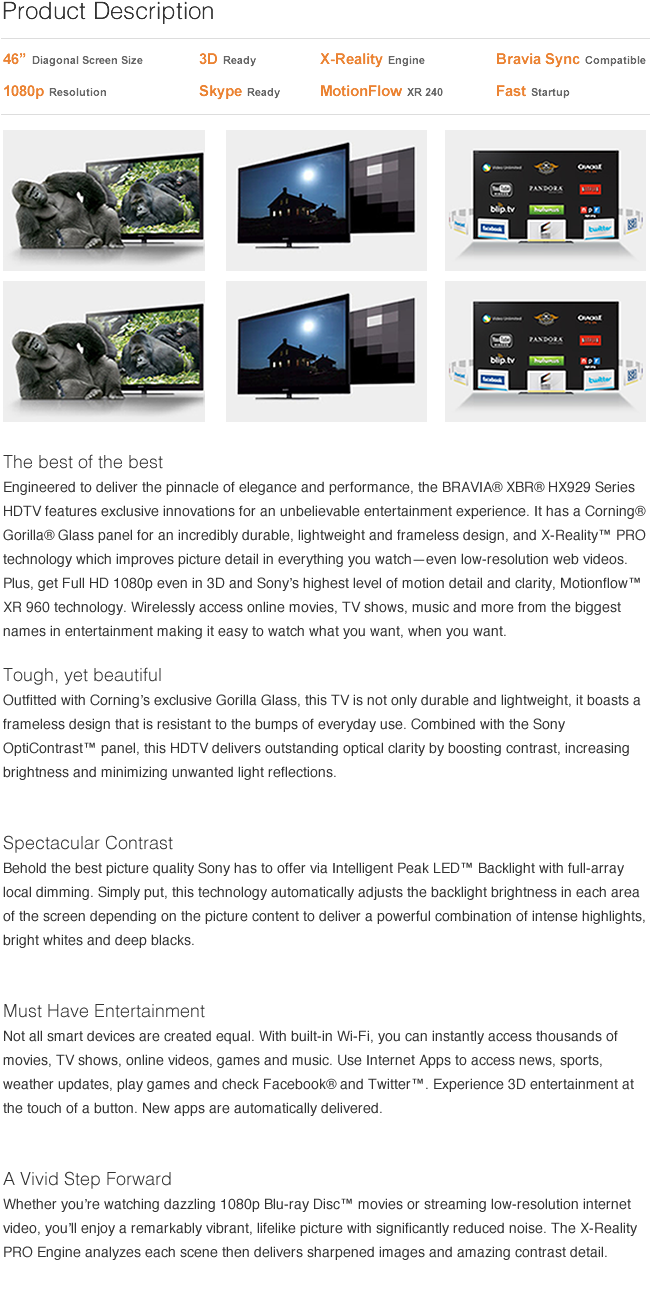 Product Description
46” Diagonal Screen Size 3D Ready X-Reality Engine Bravia Sync Compatible
1080p Resolution Skype Ready MotionFlow XR 240 Fast Startup
Video Unlimited CRACKLE
You Tube PANDORA NETFLIX
blip.tv hulu PLUS n p r
facebook twitter
Video Unlimited CRACKLE
You Tube PANDORA NETFLIX
blip.tv n p r
facebook twitter
The best of the best
Engineered to deliver the pinnacle of elegance and performance, the BRAVIA® XBR® HX929 Series
HDTV features exclusive innovations for an unbelievable entertainment experience. It has a Corning®
Gorilla® Glass panel for an incredibly durable, lightweight and frameless design, and X-Reality™ PRO
technology which improves picture detail in everything you watch—even low-resolution web videos.
Plus, get Full HD 1080p even in 3D and Sony’s highest level of motion detail and clarity, Motionflow™
XR 960 technology. Wirelessly access online movies, TV shows, music and more from the biggest
names in entertainment making it easy to watch what you want, when you want.
Tough, yet beautiful
Outfitted with Corning’s exclusive Gorilla Glass, this TV is not only durable and lightweight, it boasts a
frameless design that is resistant to the bumps of everyday use. Combined with the Sony
OptiContrast™ panel, this HDTV delivers outstanding optical clarity by boosting contrast, increasing
brightness and minimizing unwanted light reflections.
Spectacular Contrast
Behold the best picture quality Sony has to offer via Intelligent Peak LED™ Backlight with full-array
local dimming. Simply put, this technology automatically adjusts the backlight brightness in each area
of the screen depending on the picture content to deliver a powerful combination of intense highlights,
bright whites and deep blacks.
Must Have Entertainment
Not all smart devices are created equal. With built-in Wi-Fi, you can instantly access thousands of
movies, TV shows, online videos, games and music. Use Internet Apps to access news, sports,
weather updates, play games and check Facebook® and Twitter™. Experience 3D entertainment at
the touch of a button. New apps are automatically delivered.
A Vivid Step Forward
Whether you’re watching dazzling 1080p Blu-ray Disc™ movies or streaming low-resolution internet
video, you’ll enjoy a remarkably vibrant, lifelike picture with significantly reduced noise. The X-Reality
PRO Engine analyzes each scene then delivers sharpened images and amazing contrast detail.